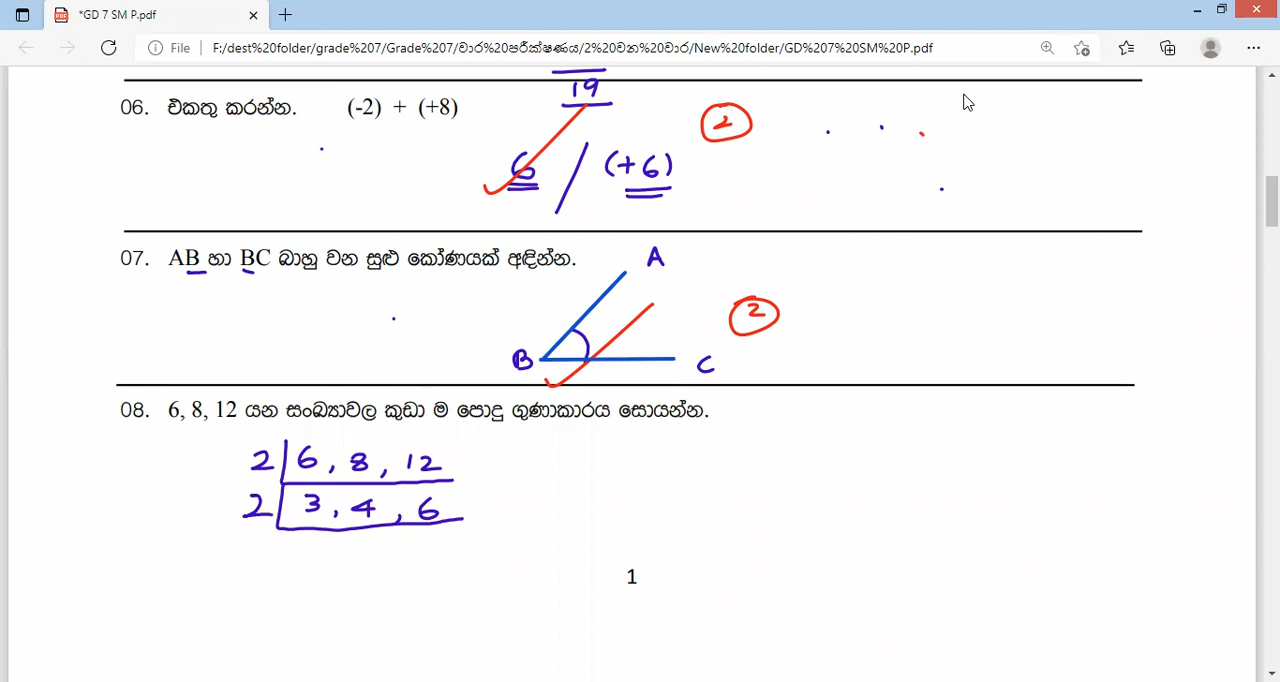 *GD 7 SM P.pdf
File F:/dest%20folder/grade%207/Grade%207/වාර%20පරීක්ෂණය/2%20වන%20වාර/New%20folder/GD%207%20SM%20P.pdf
19
06. එකතු කරන්න. (-2) + (+8)
2
6 / (+6)
07. AB හා BC බාහු වන සුළු කෝණයක් අඳින්න.
A
2
B
C
08. 6, 8, 12 යන සංඛ්‍යාවල කුඩා ම පොදු ගුණාකාරය සොයන්න.
2 6, 8, 12
2 3, 4, 6
1